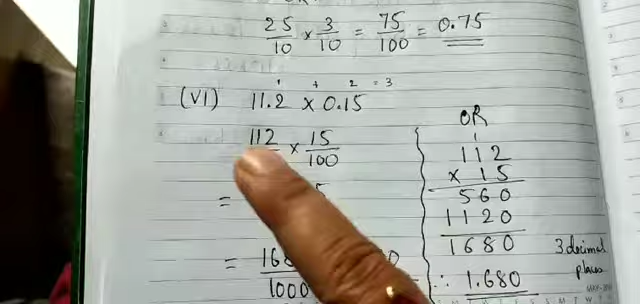 25/10 × 3/10 = 75/100 = 0.75
1 + 2 = 3
(VI) 11.2 × 0.15
112 × 15/100
=
= 168 /1000
OR
1
112
× 15
560
1120
1680
3 decimal
places
∴ 1.680